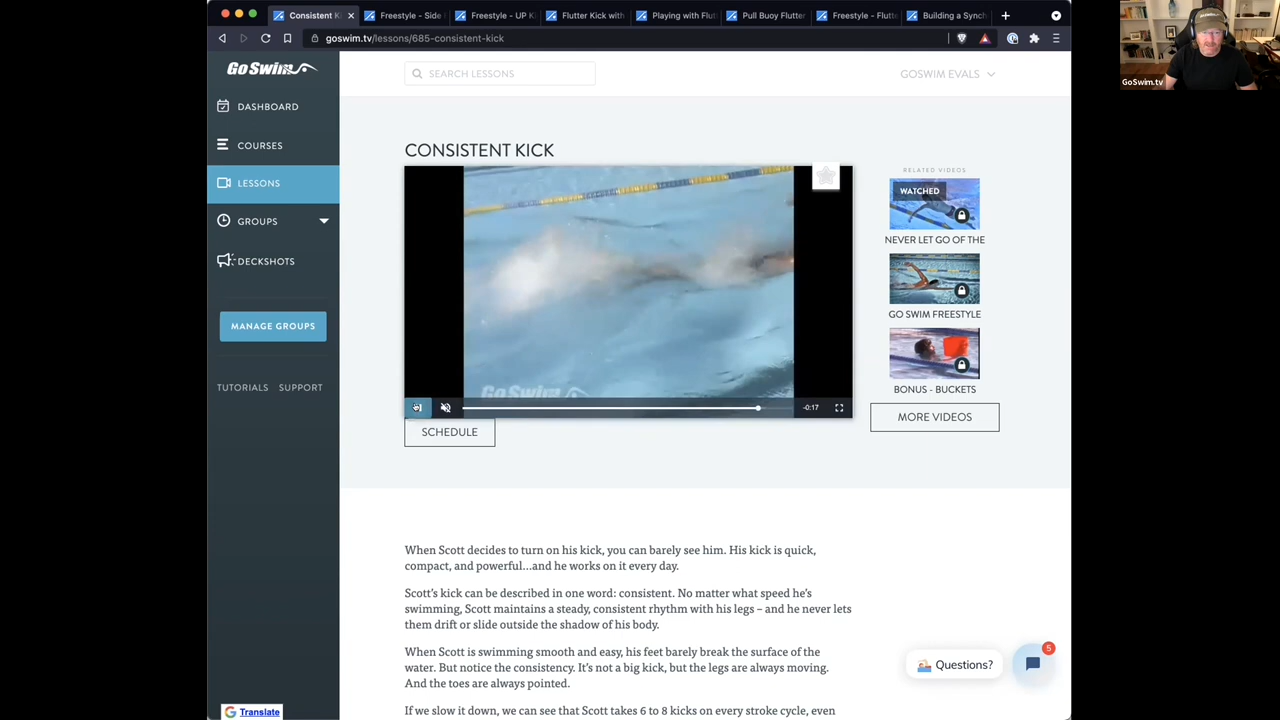 Consistent K
Freestyle - Side
Freestyle - UP K
Flutter Kick with
Playing with Flut
Pull Buoy Flutter
Freestyle - Flutte
Building a Synch
goswim.tv/lessons/685-consistent-kick
GoSwim
SEARCH LESSONS
GOSWIM EVALS
GoSwim.tv
DASHBOARD
COURSES
LESSONS
GROUPS
DECKSHOTS
MANAGE GROUPS
TUTORIALS SUPPORT
CONSISTENT KICK
GoSwim
-0:17
SCHEDULE
RELATED VIDEOS
WATCHED
NEVER LET GO OF THE
GO SWIM FREESTYLE
BONUS - BUCKETS
MORE VIDEOS
When Scott decides to turn on his kick, you can barely see him. His kick is quick,
compact, and powerful...and he works on it every day.
Scott's kick can be described in one word: consistent. No matter what speed he's
swimming, Scott maintains a steady, consistent rhythm with his legs – and he never lets
them drift or slide outside the shadow of his body.
When Scott is swimming smooth and easy, his feet barely break the surface of the
water. But notice the consistency. It's not a big kick, but the legs are always moving.
And the toes are always pointed.
If we slow it down, we can see that Scott takes 6 to 8 kicks on every stroke cycle, even
Questions?
5
Translate